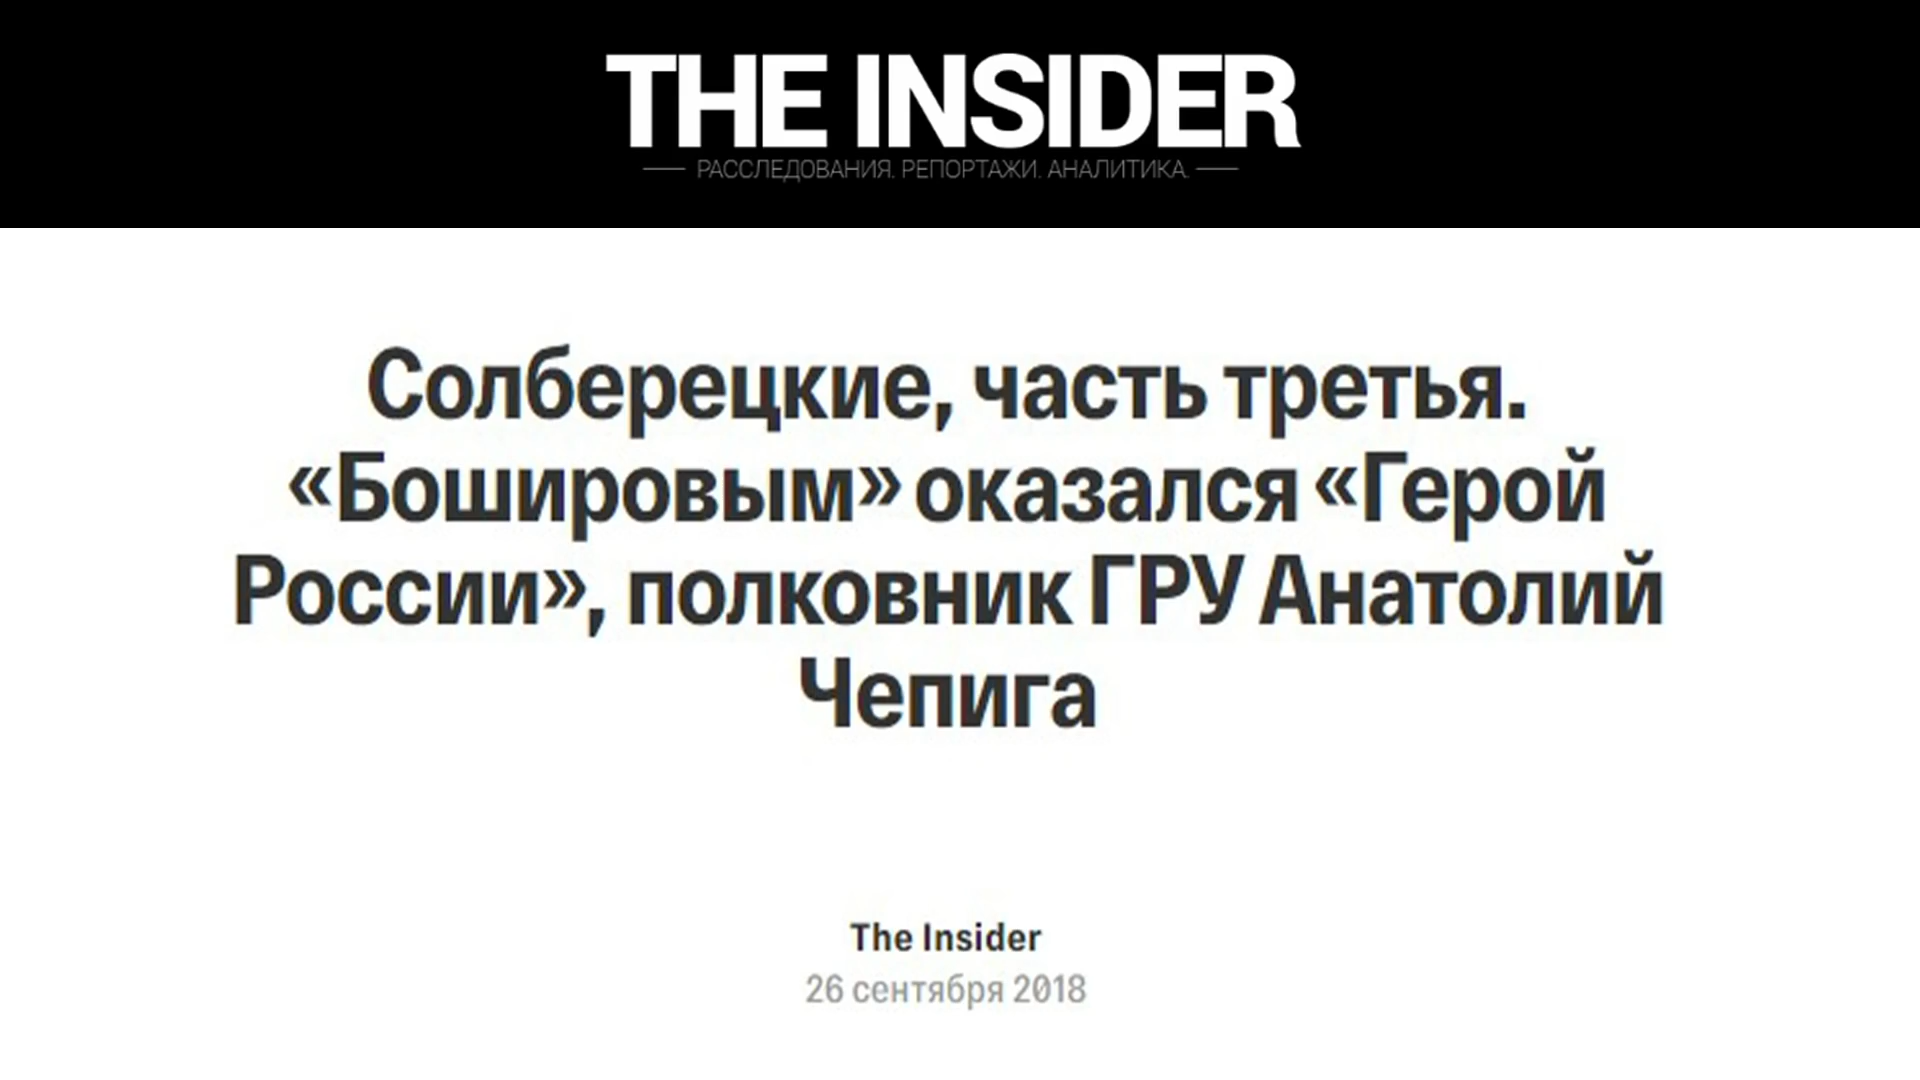 THE INSIDER
РАССЛЕДОВАНИЯ. РЕПОРТАЖИ. АНАЛИТИКА.
Солберецкие, часть третья.
«Бошировым» оказался «Герой
России», полковник ГРУ Анатолий
Чепига
The Insider
26 сентября 2018